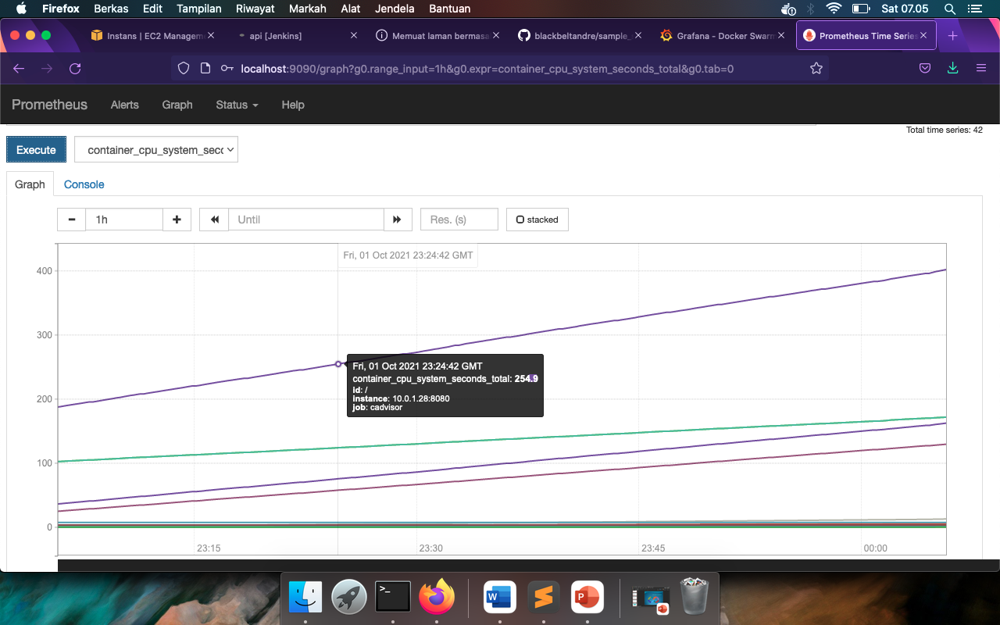 Firefox Berkas Edit Tampilan Riwayat Markah Alat Jendela Bantuan Sat 07.05
Instans | EC2 Managem
api [Jenkins]
Memuat laman bermasa
blackbeltandre/sample_
Grafana - Docker Swarm
Prometheus Time Series
localhost:9090/graph?g0.range_input=1h&g0.expr=container_cpu_system_seconds_total&g0.tab=0
Prometheus Alerts Graph Status Help
Total time series: 42
Execute container_cpu_system_secc
Graph Console
− 1h + Until Res. (s) stacked
Fri, 01 Oct 2021 23:24:42 GMT
400
300
200
100
0
Fri, 01 Oct 2021 23:24:42 GMT
container_cpu_system_seconds_total: 254.9
id: /
instance: 10.0.1.28:8080
job: cadvisor
23:15 23:30 23:45 00:00
>_
W
S
P